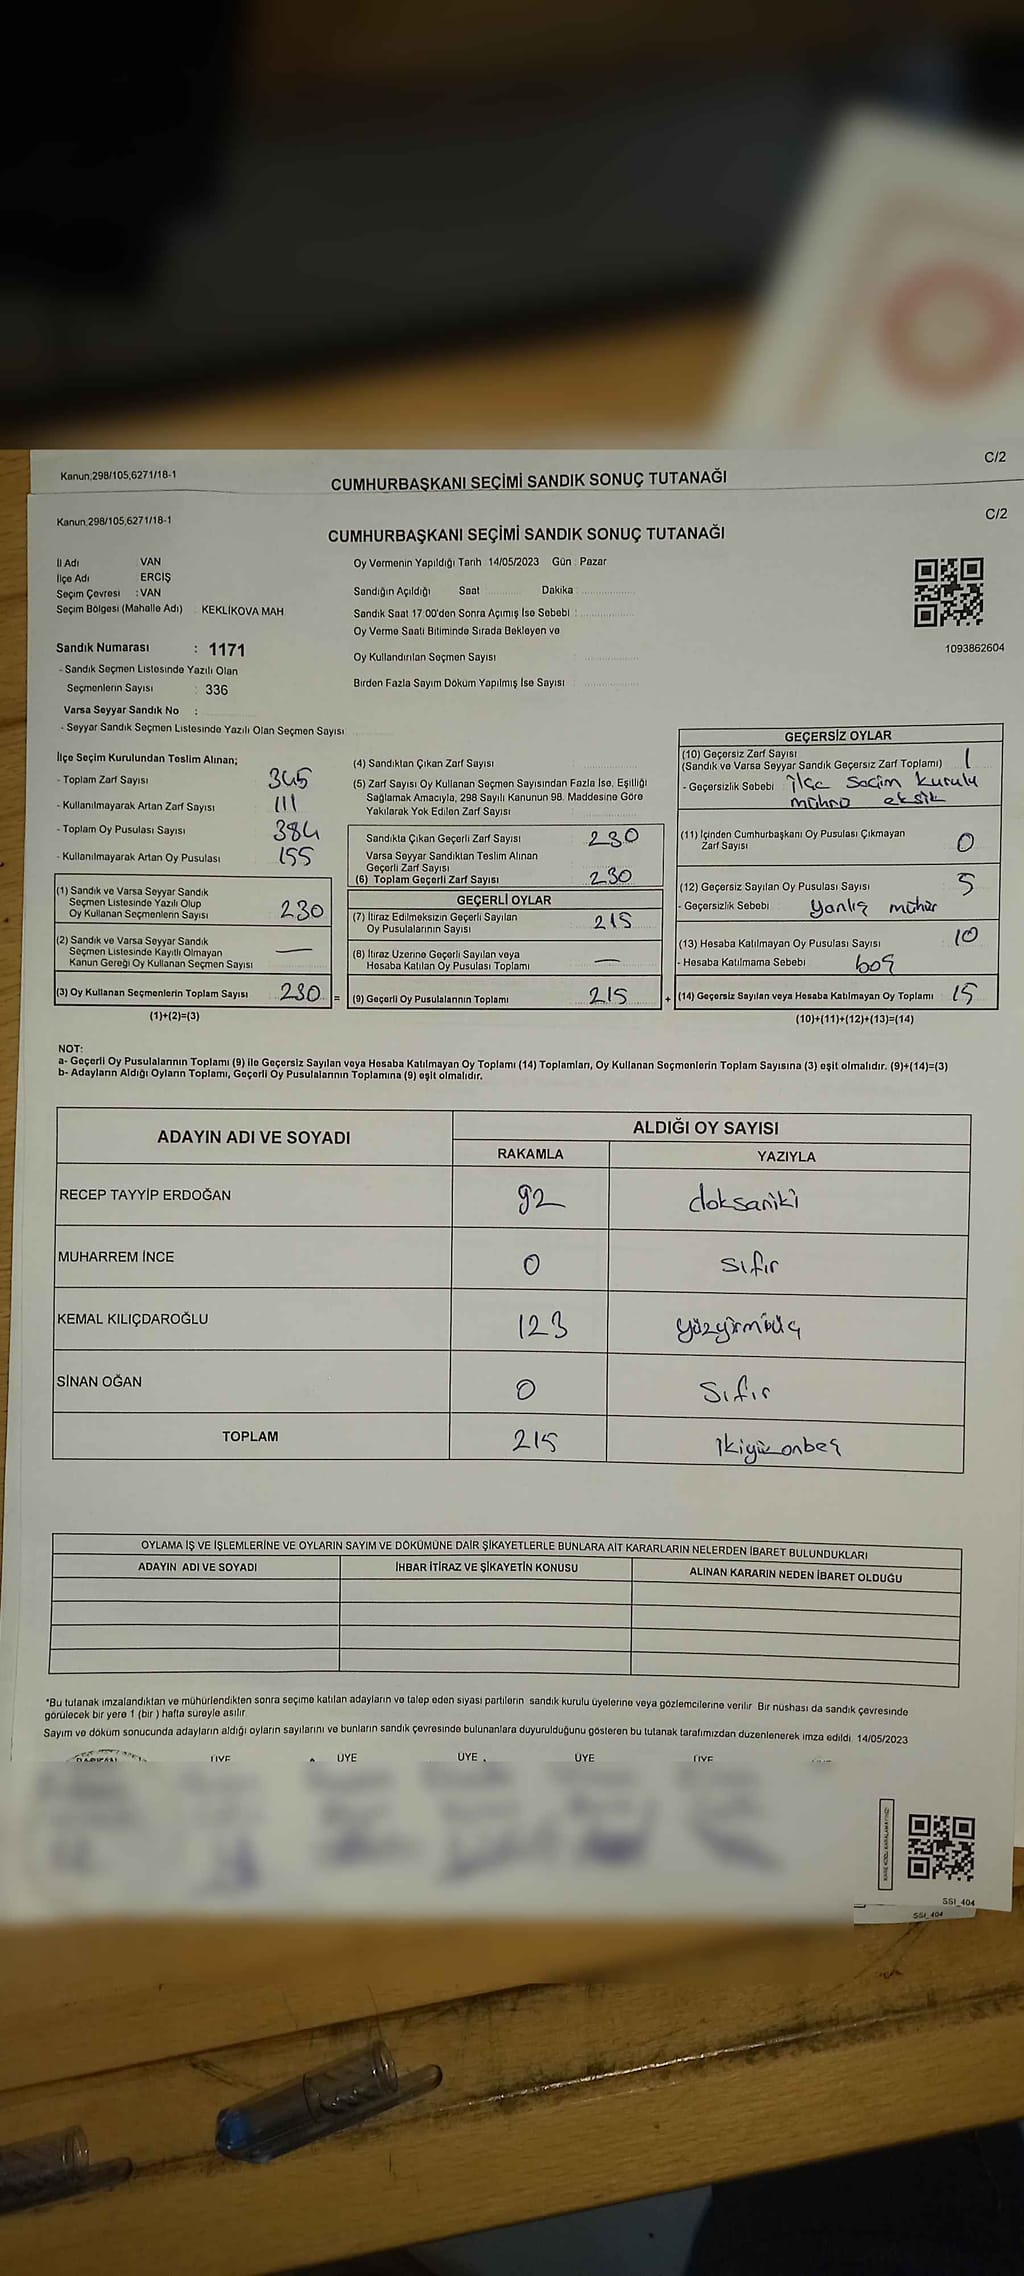 Kanun,298/105,6271/18-1
C/2
CUMHURBAŞKANI SEÇİMİ SANDIK SONUÇ TUTANAĞI
Kanun,298/105,6271/18-1
C/2
CUMHURBAŞKANI SEÇİMİ SANDIK SONUÇ TUTANAĞI
İl Adı VAN
İlçe Adı ERCİŞ
Seçim Çevresi : VAN
Seçim Bölgesi (Mahalle Adı) KEKLİKOVA MAH
Sandık Numarası : 1171
- Sandık Seçmen Listesinde Yazılı Olan
Seçmenlerin Sayısı : 336
Varsa Seyyar Sandık No :
- Seyyar Sandık Seçmen Listesinde Yazılı Olan Seçmen Sayısı
Oy Vermenin Yapıldığı Tarih 14/05/2023 Gün : Pazar
Sandığın Açıldığı Saat Dakika
Sandık Saat 17:00'den Sonra Açımış İse Sebebi :
Oy Verme Saati Bitiminde Sırada Bekleyen ve
Oy Kullandırılan Seçmen Sayısı
Birden Fazla Sayım Döküm Yapılmış İse Sayısı
1093862604
İlçe Seçim Kurulundan Teslim Alınan;
- Toplam Zarf Sayısı 345
- Kullanılmayarak Artan Zarf Sayısı 111
- Toplam Oy Pusulası Sayısı 384
- Kullanılmayarak Artan Oy Pusulası 155
(1) Sandık ve Varsa Seyyar Sandık
Seçmen Listesinde Yazılı Olup
Oy Kullanan Seçmenlerin Sayısı 230
(2) Sandık ve Varsa Seyyar Sandık
Seçmen Listesinde Kayıtlı Olmayan
Kanun Gereği Oy Kullanan Seçmen Sayısı —
(3) Oy Kullanan Seçmenlerin Toplam Sayısı 230 =
(1)+(2)=(3)
(4) Sandıktan Çıkan Zarf Sayısı
(5) Zarf Sayısı Oy Kullanan Seçmen Sayısından Fazla İse, Eşitliği
Sağlamak Amacıyla, 298 Sayılı Kanunun 98. Maddesine Göre
Yakılarak Yok Edilen Zarf Sayısı
Sandıkta Çıkan Geçerli Zarf Sayısı 230
Varsa Seyyar Sandıktan Teslim Alınan
Geçerli Zarf Sayısı
(6) Toplam Geçerli Zarf Sayısı 230
GEÇERLİ OYLAR
(7) İtiraz Edilmeksizin Geçerli Sayılan
Oy Pusulalarının Sayısı 215
(8) İtiraz Üzerine Geçerli Sayılan veya
Hesaba Katılan Oy Pusulası Toplamı —
(9) Geçerli Oy Pusulalarının Toplamı 215 +
GEÇERSİZ OYLAR
(10) Geçersiz Zarf Sayısı
(Sandık ve Varsa Seyyar Sandık Geçersiz Zarf Toplamı) 1
- Geçersizlik Sebebi ilçe Seçim kurulu
mührü eksik
(11) İçinden Cumhurbaşkanı Oy Pusulası Çıkmayan
Zarf Sayısı 0
(12) Geçersiz Sayılan Oy Pusulası Sayısı 5
- Geçersizlik Sebebi Yanlış mühür
(13) Hesaba Katılmayan Oy Pusulası Sayısı 10
- Hesaba Katılmama Sebebi boş
(14) Geçersiz Sayılan veya Hesaba Katılmayan Oy Toplamı 15
(10)+(11)+(12)+(13)=(14)
NOT:
a- Geçerli Oy Pusulalarının Toplamı (9) ile Geçersiz Sayılan veya Hesaba Katılmayan Oy Toplamı (14) Toplamları, Oy Kullanan Seçmenlerin Toplam Sayısına (3) eşit olmalıdır. (9)+(14)=(3)
b- Adayların Aldığı Oyların Toplamı, Geçerli Oy Pusulalarının Toplamına (9) eşit olmalıdır.
ADAYIN ADI VE SOYADI ALDIĞI OY SAYISI
RAKAMLA YAZIYLA
RECEP TAYYİP ERDOĞAN 92 doksaniki
MUHARREM İNCE 0 sıfır
KEMAL KILIÇDAROĞLU 123 yüzyirmiüç
SİNAN OĞAN 0 Sıfır
TOPLAM 215 ikiyüzonbeş
OYLAMA İŞ VE İŞLEMLERİNE VE OYLARIN SAYIM VE DÖKÜMÜNE DAİR ŞİKAYETLERLE BUNLARA AİT KARARLARIN NELERDEN İBARET BULUNDUKLARI
ADAYIN ADI VE SOYADI İHBAR İTİRAZ VE ŞİKAYETİN KONUSU ALINAN KARARIN NEDEN İBARET OLDUĞU
*Bu tutanak imzalandıktan ve mühürlendikten sonra seçime katılan adayların ve talep eden siyasi partilerin sandık kurulu üyelerine veya gözlemcilerine verilir. Bir nüshası da sandık çevresinde
görülecek bir yere 1 (bir) hafta süreyle asılır.
Sayım ve döküm sonucunda adayların aldığı oyların sayılarını ve bunların sandık çevresinde bulunanlara duyurulduğunu gösteren bu tutanak tarafımızdan düzenlenerek imza edildi. 14/05/2023
BAŞKAN ÜYE ÜYE ÜYE ÜYE ÜYE
SSI_404
SSI_404